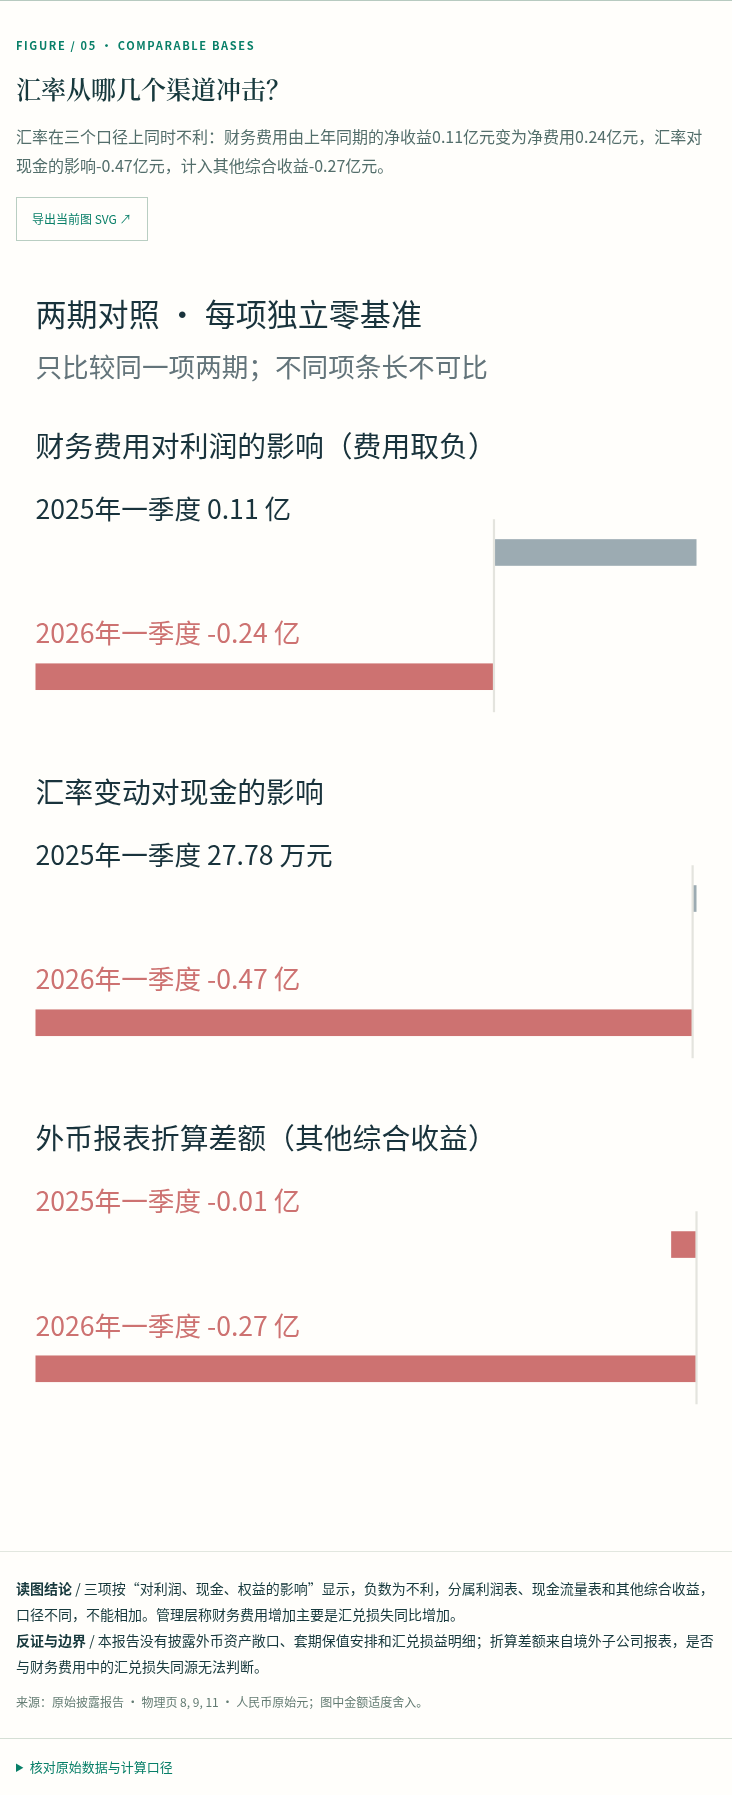 FIGURE / 05 · COMPARABLE BASES
汇率从哪几个渠道冲击？
汇率在三个口径上同时不利：财务费用由上年同期的净收益0.11亿元变为净费用0.24亿元，汇率对
现金的影响-0.47亿元，计入其他综合收益-0.27亿元。
导出当前图 SVG ↗
两期对照 · 每项独立零基准
只比较同一项两期；不同项条长不可比
财务费用对利润的影响（费用取负）
2025年一季度 0.11 亿
2026年一季度 -0.24 亿
汇率变动对现金的影响
2025年一季度 27.78 万元
2026年一季度 -0.47 亿
外币报表折算差额（其他综合收益）
2025年一季度 -0.01 亿
2026年一季度 -0.27 亿
读图结论 / 三项按“对利润、现金、权益的影响”显示，负数为不利，分属利润表、现金流量表和其他综合收益，
口径不同，不能相加。管理层称财务费用增加主要是汇兑损失同比增加。
反证与边界 / 本报告没有披露外币资产敞口、套期保值安排和汇兑损益明细；折算差额来自境外子公司报表，是否
与财务费用中的汇兑损失同源无法判断。
来源：原始披露报告 · 物理页 8, 9, 11 · 人民币原始元；图中金额适度舍入。
▶ 核对原始数据与计算口径